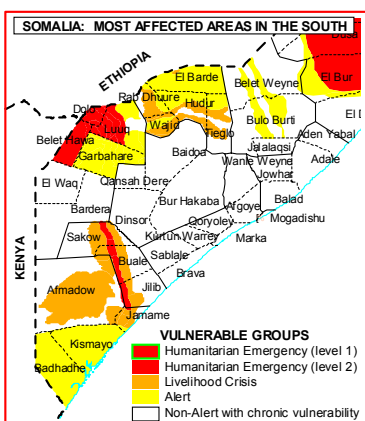 SOMALIA: MOST AFFECTED AREAS IN THE SOUTH
ETHIOPIA
El Barde
Belet Weyne
El Bur
Dolo
Rab Dhuure
Hudur
Luuq
Wajid
Tieglo
Bulo Burti
El D
Belet Hawa
Garbahare
Baidoa
Jalalaqsi
Aden Yabal
Wanle Weyne
Adale
El Waq
Qansah Dere
Jowhar
Bur Hakaba
Afgoye
Balad
Bardera
Dinsor
Qoryoley
Mogadishu
Sakow
Kurtun Warrey
Marka
KENYA
Buale
Sablale
Brava
Afmadow
Jilib
Jamame
Kismayo
Badhadhe
VULNERABLE GROUPS
Humanitarian Emergency (level 1)
Humanitarian Emergency (level 2)
Livelihood Crisis
Alert
Non-Alert with chronic vulnerability